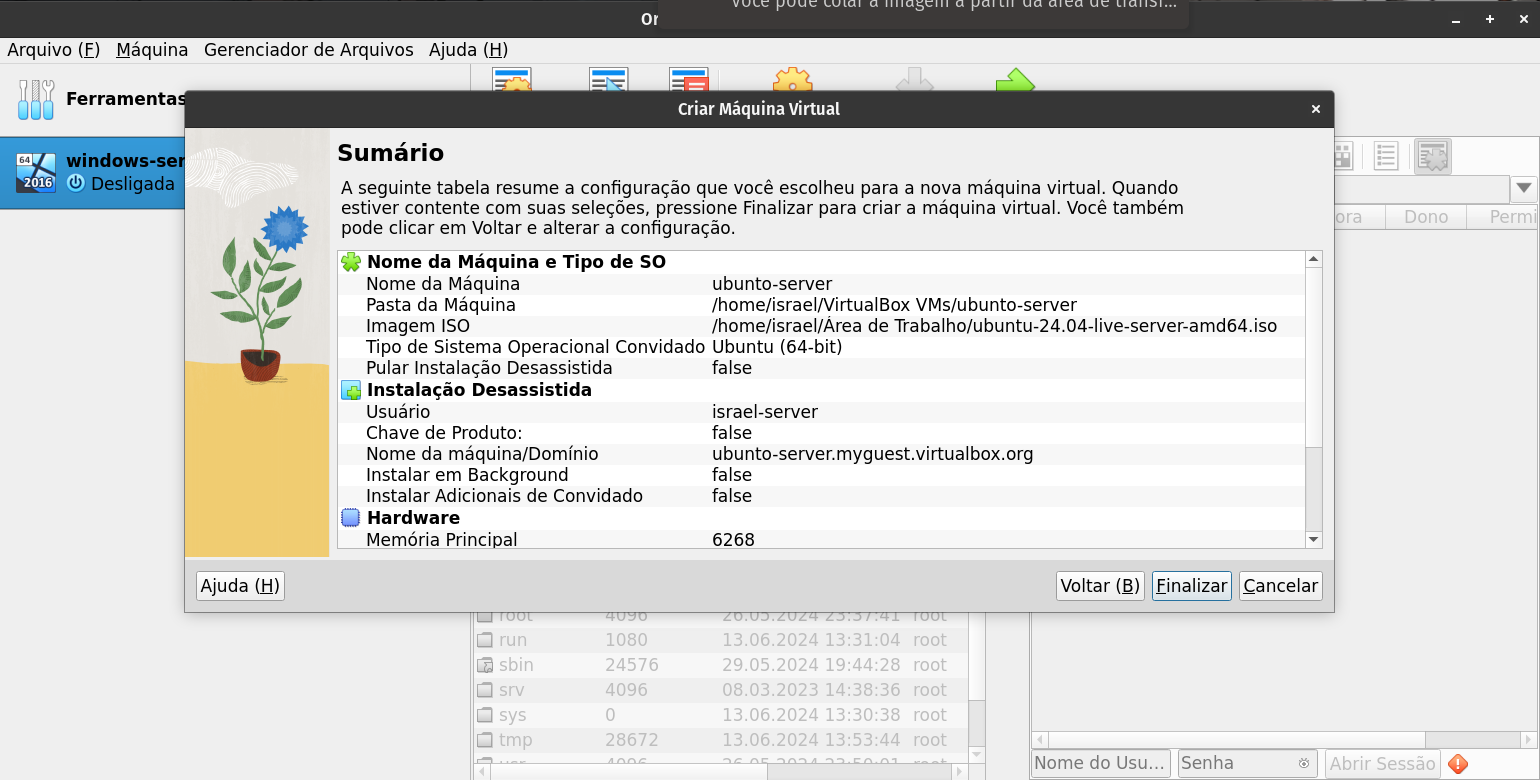 Você pode colar a imagem a partir da área de transf...
Or
Arquivo (F) Máquina Gerenciador de Arquivos Ajuda (H)
Ferramentas
Criar Máquina Virtual
64
2016
windows-ser
Desligada
Sumário
A seguinte tabela resume a configuração que você escolheu para a nova máquina virtual. Quando
estiver contente com suas seleções, pressione Finalizar para criar a máquina virtual. Você também
pode clicar em Voltar e alterar a configuração.
ora Dono Permi
Nome da Máquina e Tipo de SO
Nome da Máquina ubunto-server
Pasta da Máquina /home/israel/VirtualBox VMs/ubunto-server
Imagem ISO /home/israel/Área de Trabalho/ubuntu-24.04-live-server-amd64.iso
Tipo de Sistema Operacional Convidado Ubuntu (64-bit)
Pular Instalação Desassistida false
Instalação Desassistida
Usuário israel-server
Chave de Produto: false
Nome da máquina/Domínio ubunto-server.myguest.virtualbox.org
Instalar em Background false
Instalar Adicionais de Convidado false
Hardware
Memória Principal 6268
Ajuda (H) Voltar (B) Finalizar Cancelar
root 4096 26.05.2024 23:37:41 root
run 1080 13.06.2024 13:31:04 root
sbin 24576 29.05.2024 19:44:28 root
srv 4096 08.03.2023 14:38:36 root
sys 0 13.06.2024 13:30:38 root
tmp 28672 13.06.2024 13:53:44 root
Nome do Usu... Senha Abrir Sessão